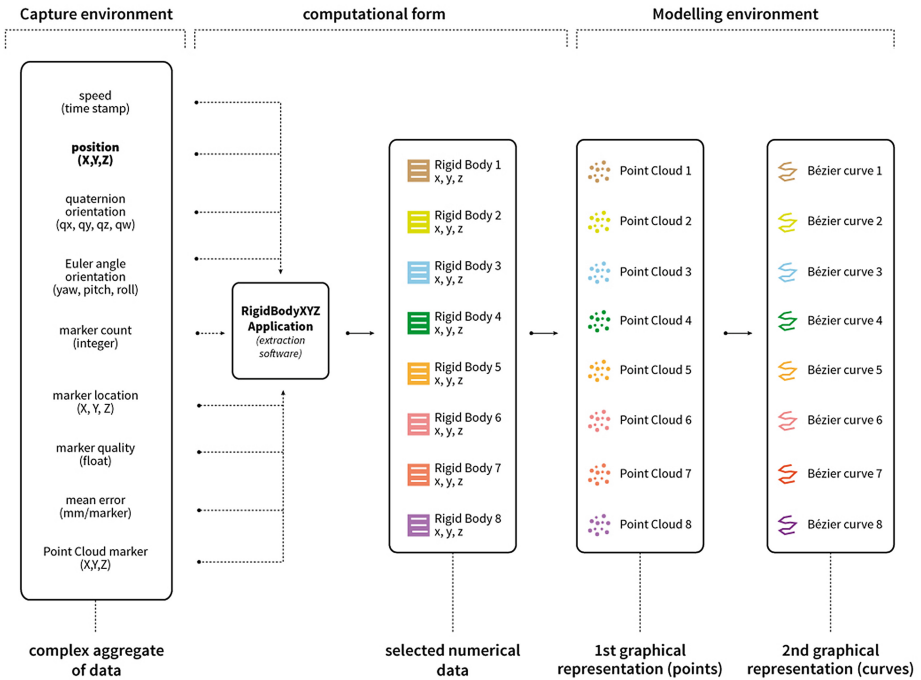 Capture environment
computational form
Modelling environment
speed
(time stamp)
position
(X,Y,Z)
quaternion
orientation
(qx, qy, qz, qw)
Euler angle
orientation
(yaw, pitch, roll)
marker count
(integer)
marker location
(X, Y, Z)
marker quality
(float)
mean error
(mm/marker)
Point Cloud marker
(X,Y,Z)
complex aggregate
of data
RigidBodyXYZ
Application
(extraction
software)
Rigid Body 1
x, y, z
Rigid Body 2
x, y, z
Rigid Body 3
x, y, z
Rigid Body 4
x, y, z
Rigid Body 5
x, y, z
Rigid Body 6
x, y, z
Rigid Body 7
x, y, z
Rigid Body 8
x, y, z
selected numerical
data
Point Cloud 1
Point Cloud 2
Point Cloud 3
Point Cloud 4
Point Cloud 5
Point Cloud 6
Point Cloud 7
Point Cloud 8
1st graphical
representation (points)
Bézier curve 1
Bézier curve 2
Bézier curve 3
Bézier curve 4
Bézier curve 5
Bézier curve 6
Bézier curve 7
Bézier curve 8
2nd graphical
representation (curves)